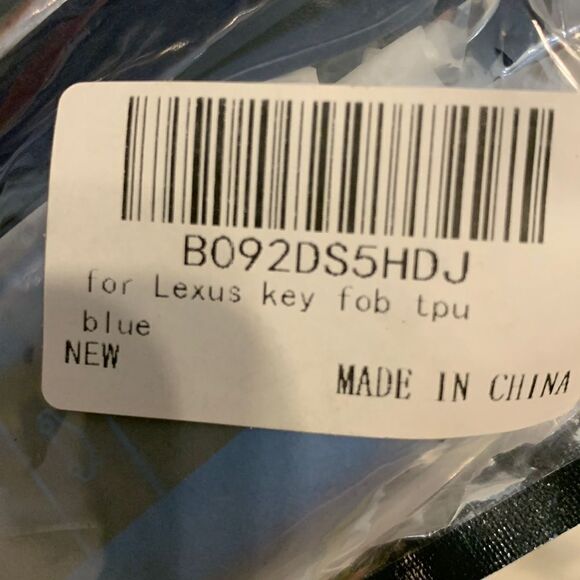 B092DS5HDJ
for Lexus key fob tpu
blue
NEW
MADE IN CHINA